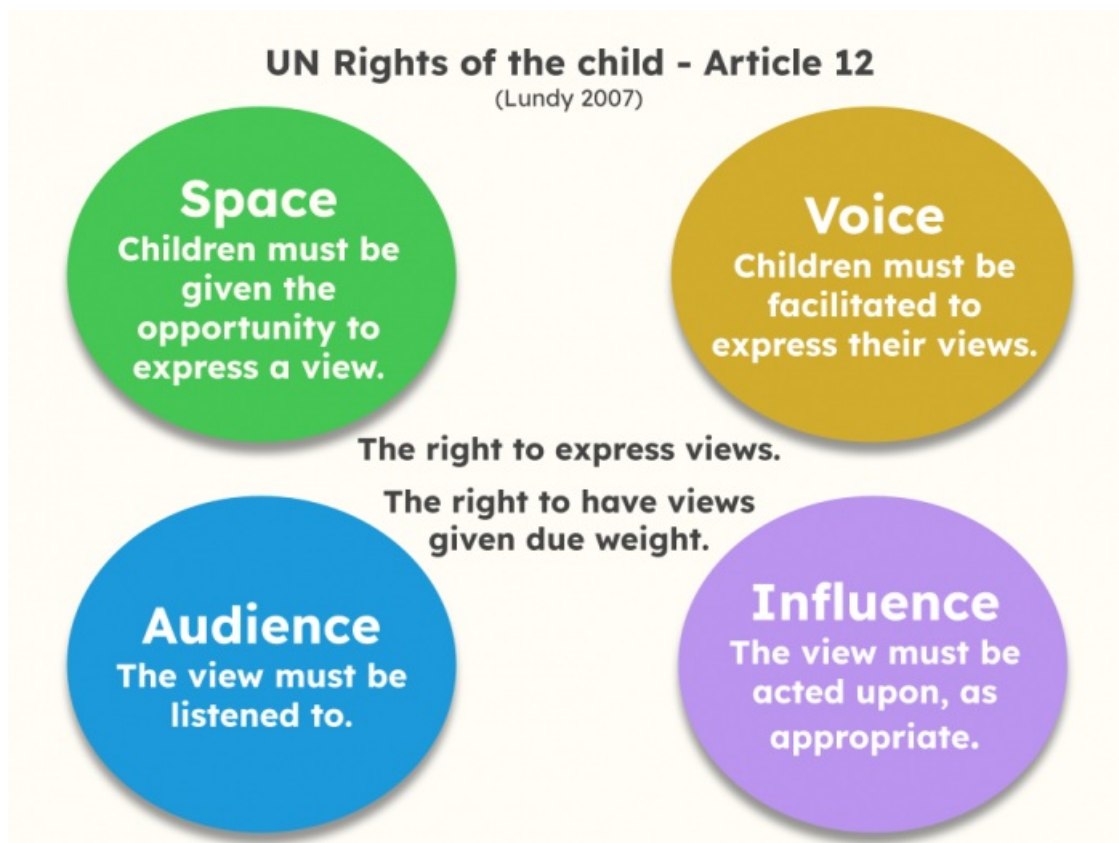 UN Rights of the child - Article 12
(Lundy 2007)
Space
Children must be
given the
opportunity to
express a view.
Voice
Children must be
facilitated to
express their views.
The right to express views.
The right to have views
given due weight.
Audience
The view must be
listened to.
Influence
The view must be
acted upon, as
appropriate.